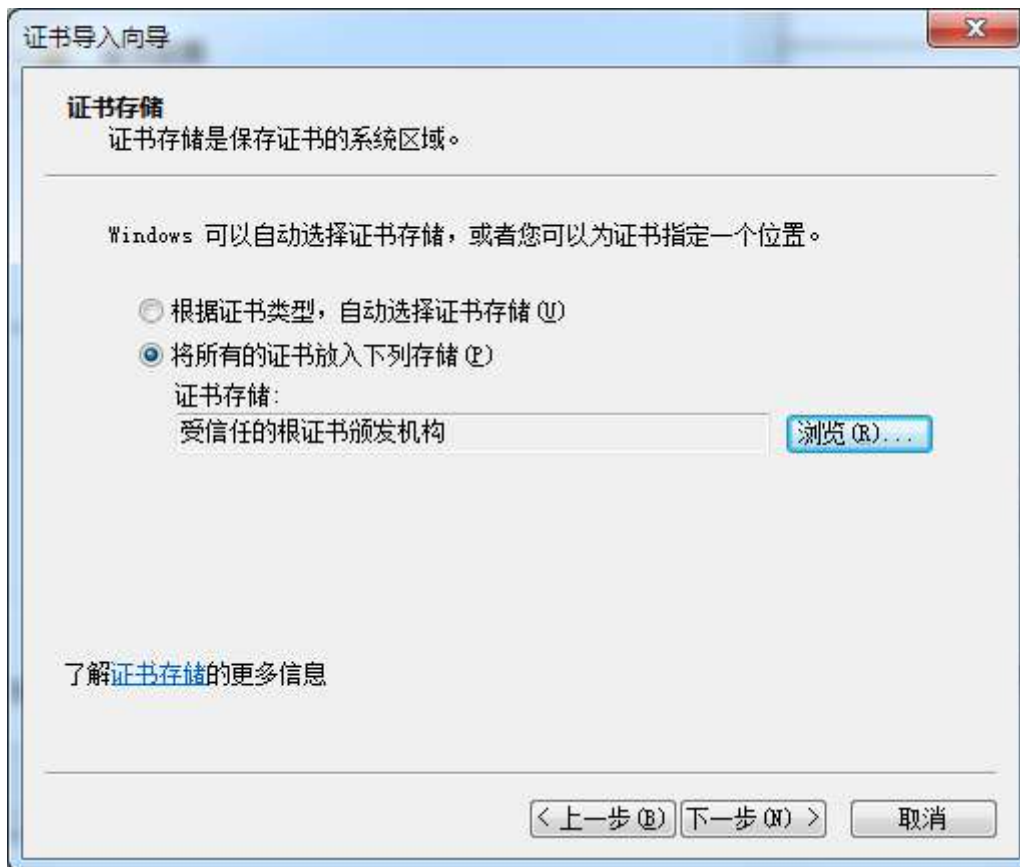 证书导入向导
证书存储
证书存储是保存证书的系统区域。
Windows 可以自动选择证书存储，或者您可以为证书指定一个位置。
根据证书类型，自动选择证书存储(U)
将所有的证书放入下列存储(P)
证书存储:
受信任的根证书颁发机构 浏览(R)...
了解证书存储的更多信息
< 上一步(B) 下一步(N) > 取消